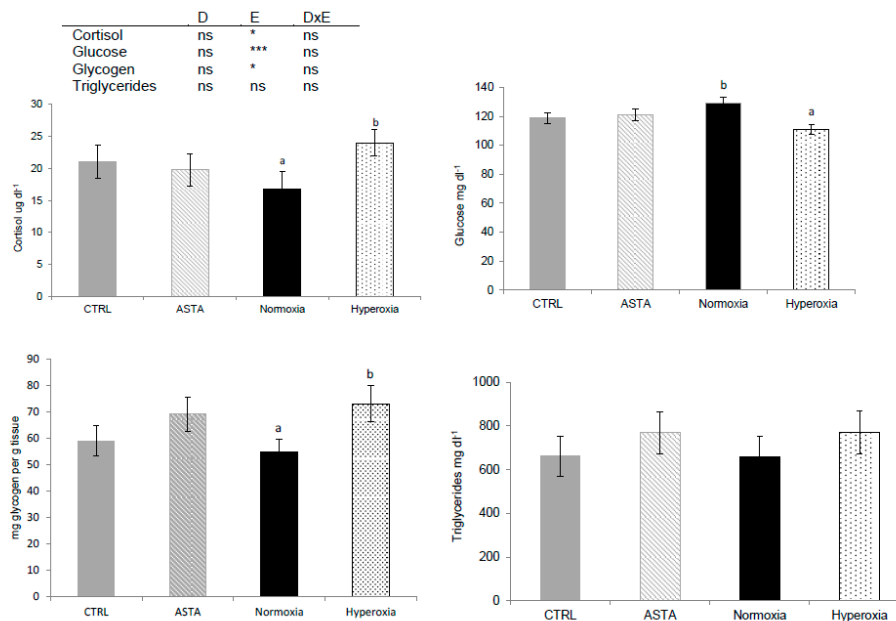 D E DxE
Cortisol ns * ns
Glucose ns *** ns
Glycogen ns * ns
Triglycerides ns ns ns
30
25
20
15
10
5
0
Cortisol ug dl-1
a
b
CTRL ASTA Normoxia Hyperoxia
140
120
100
80
60
40
20
0
Glucose mg dl-1
b
a
CTRL ASTA Normoxia Hyperoxia
90
80
70
60
50
40
30
20
10
0
mg glycogen per g tissue
a
b
CTRL ASTA Normoxia Hyperoxia
1000
800
600
400
200
0
Triglycerides mg dl-1
CTRL ASTA Normoxia Hyperoxia